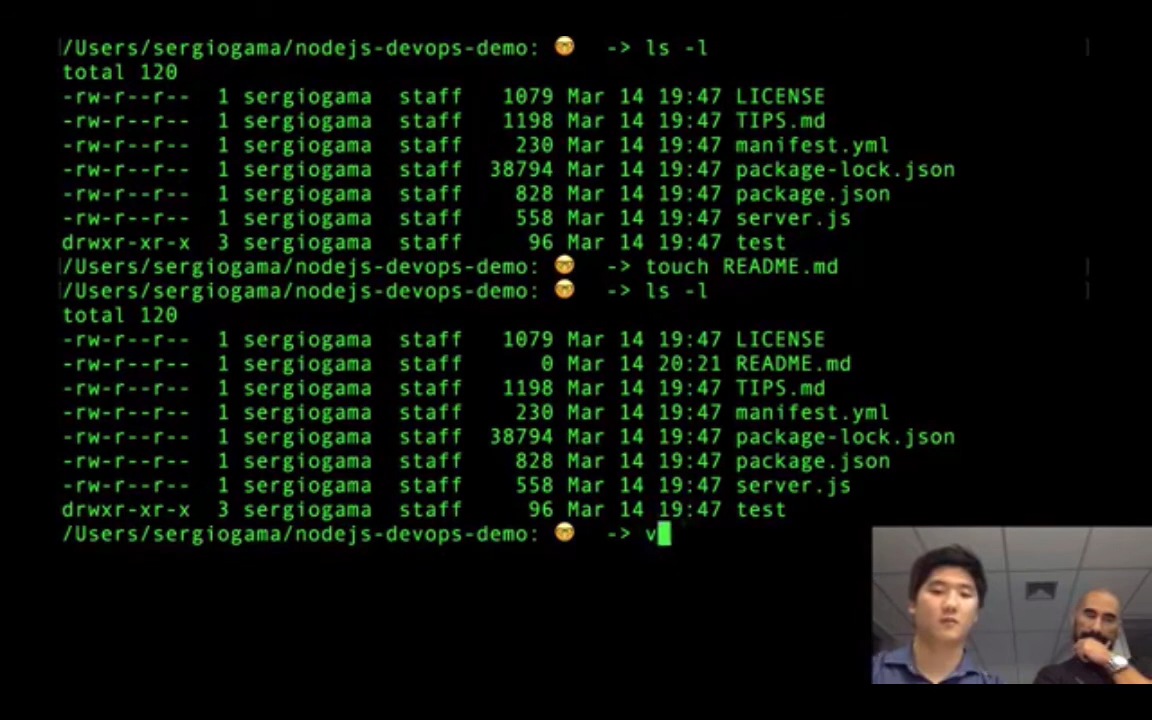 /Users/sergiogama/nodejs-devops-demo: 🤓 -> ls -l
total 120
-rw-r--r-- 1 sergiogama staff 1079 Mar 14 19:47 LICENSE
-rw-r--r-- 1 sergiogama staff 1198 Mar 14 19:47 TIPS.md
-rw-r--r-- 1 sergiogama staff 230 Mar 14 19:47 manifest.yml
-rw-r--r-- 1 sergiogama staff 38794 Mar 14 19:47 package-lock.json
-rw-r--r-- 1 sergiogama staff 828 Mar 14 19:47 package.json
-rw-r--r-- 1 sergiogama staff 558 Mar 14 19:47 server.js
drwxr-xr-x 3 sergiogama staff 96 Mar 14 19:47 test
/Users/sergiogama/nodejs-devops-demo: 🤓 -> touch README.md
/Users/sergiogama/nodejs-devops-demo: 🤓 -> ls -l
total 120
-rw-r--r-- 1 sergiogama staff 1079 Mar 14 19:47 LICENSE
-rw-r--r-- 1 sergiogama staff 0 Mar 14 20:21 README.md
-rw-r--r-- 1 sergiogama staff 1198 Mar 14 19:47 TIPS.md
-rw-r--r-- 1 sergiogama staff 230 Mar 14 19:47 manifest.yml
-rw-r--r-- 1 sergiogama staff 38794 Mar 14 19:47 package-lock.json
-rw-r--r-- 1 sergiogama staff 828 Mar 14 19:47 package.json
-rw-r--r-- 1 sergiogama staff 558 Mar 14 19:47 server.js
drwxr-xr-x 3 sergiogama staff 96 Mar 14 19:47 test
/Users/sergiogama/nodejs-devops-demo: 🤓 -> v